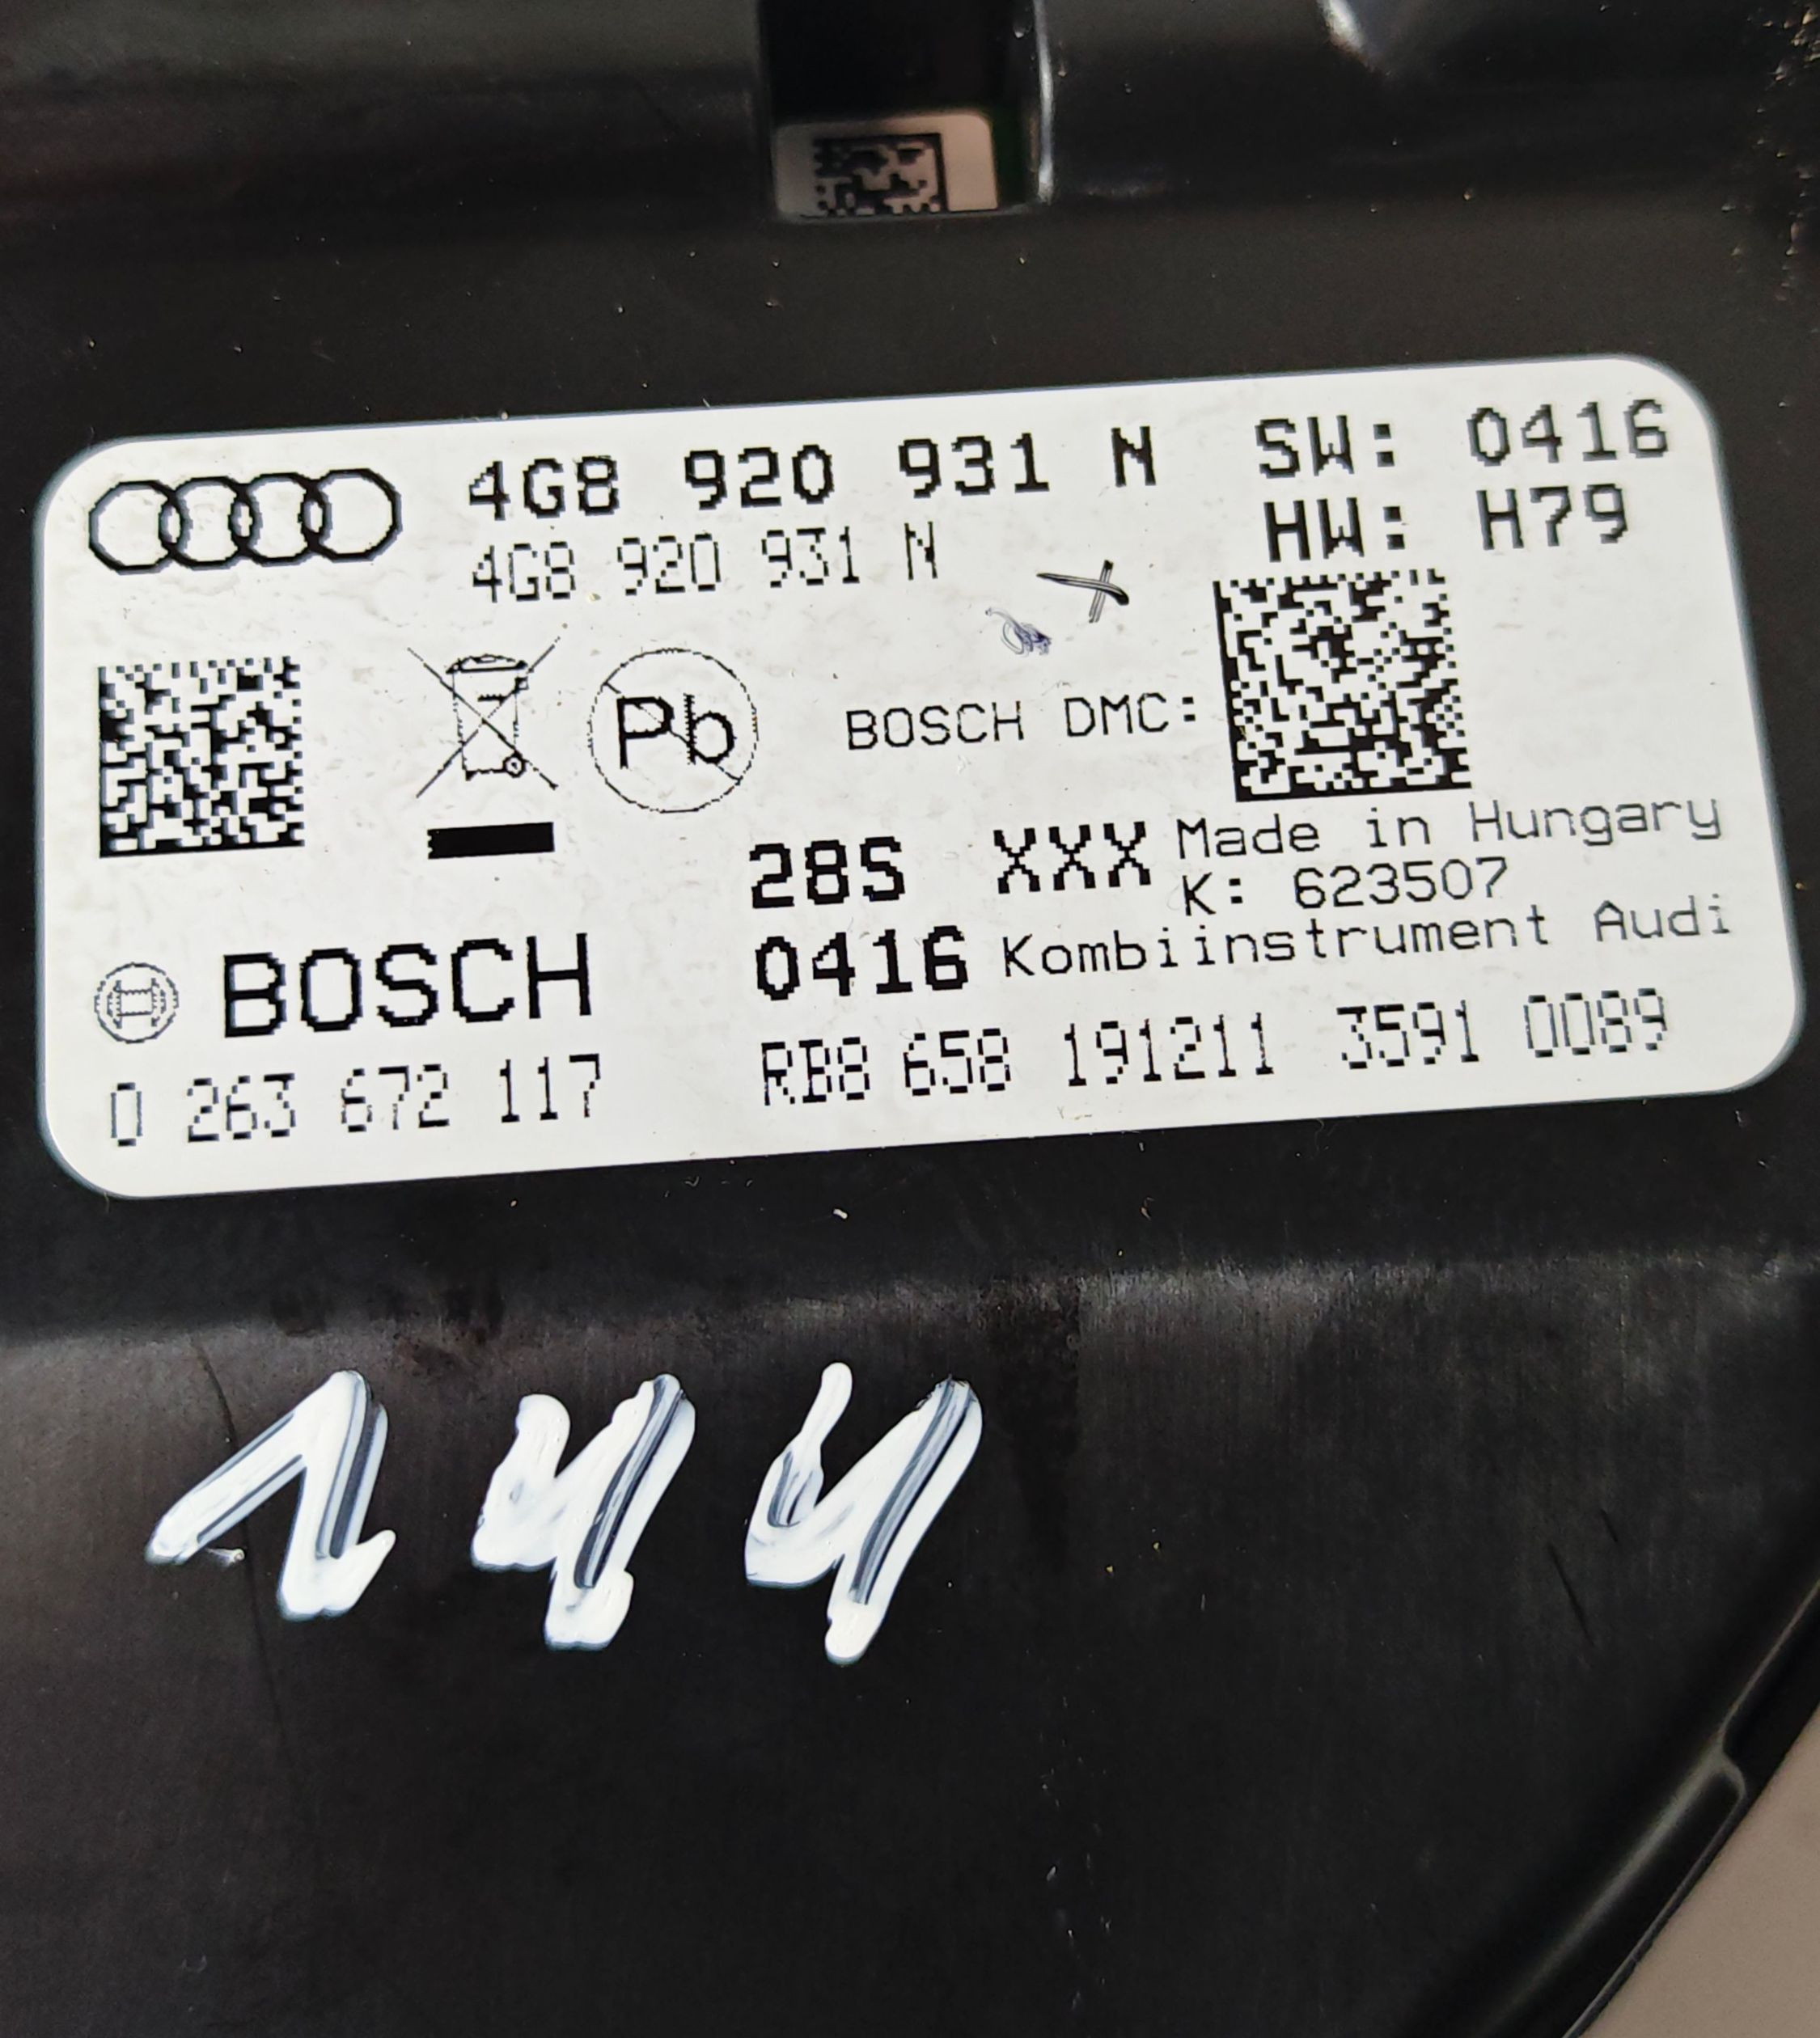 4G8 920 931 N SW: 0416
4G8 920 931 N HW: H79
Pb BOSCH DMC:
28S XXX Made in Hungary
K: 623507
BOSCH 0416 Kombiinstrument Audi
0 263 672 117 RB8 658 191211 3591 0089
144